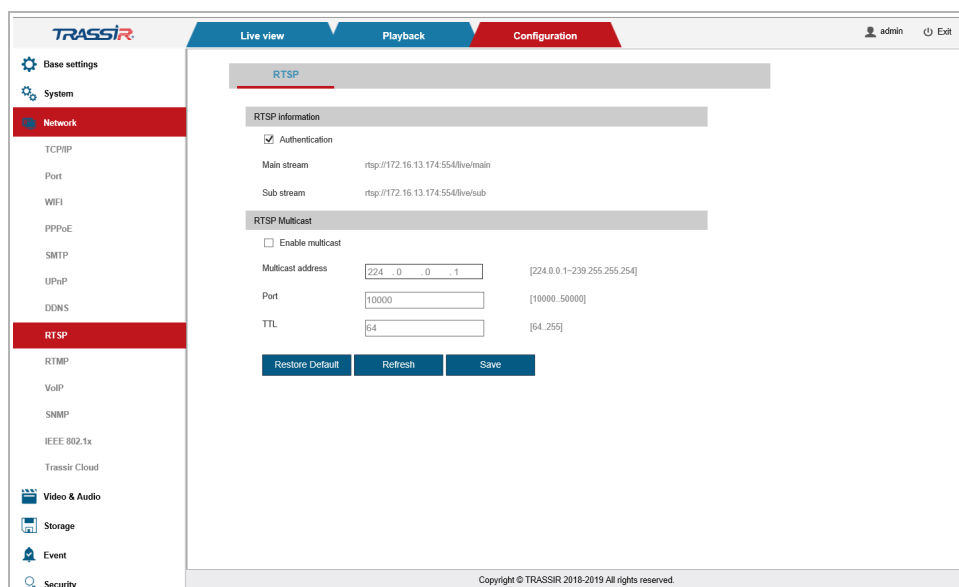 TRASSIR
Live view
Playback
Configuration
admin
Exit
Base settings
System
Network
TCP/IP
Port
WIFI
PPPoE
SMTP
UPnP
DDNS
RTSP
RTMP
VoIP
SNMP
IEEE 802.1x
Trassir Cloud
Video & Audio
Storage
Event
Security
RTSP
RTSP information
Authentication
Main stream rtsp://172.16.13.174:554/live/main
Sub stream rtsp://172.16.13.174:554/live/sub
RTSP Multicast
Enable multicast
Multicast address 224 . 0 . 0 . 1 [224.0.0.1~239.255.255.254]
Port 10000 [10000..50000]
TTL 64 [64..255]
Restore Default Refresh Save
Copyright © TRASSIR 2018-2019 All rights reserved.